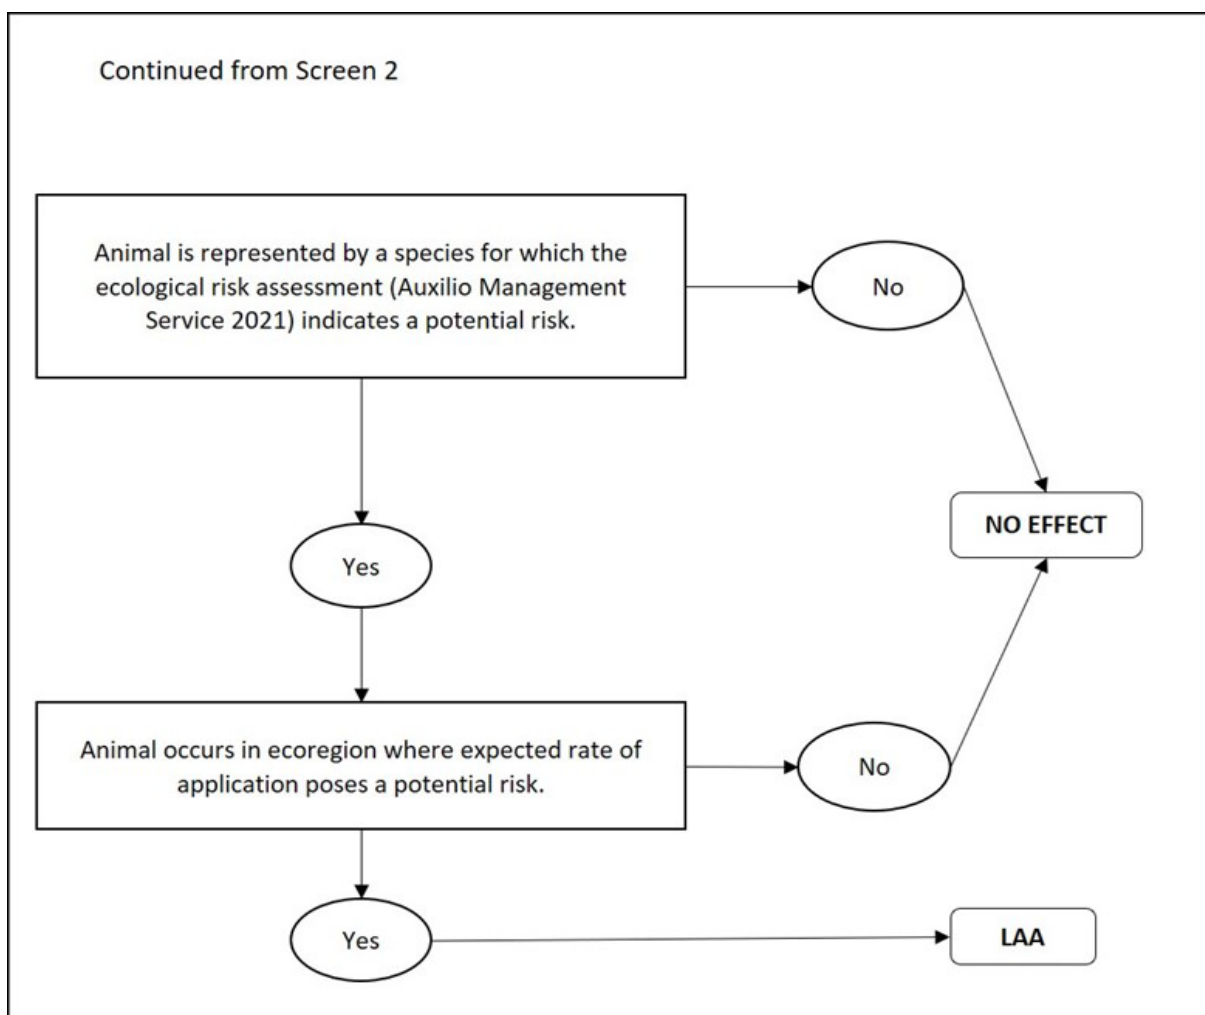 Continued from Screen 2
Animal is represented by a species for which the
ecological risk assessment (Auxilio Management
Service 2021) indicates a potential risk.
No
NO EFFECT
Yes
Animal occurs in ecoregion where expected rate of
application poses a potential risk.
No
Yes
LAA